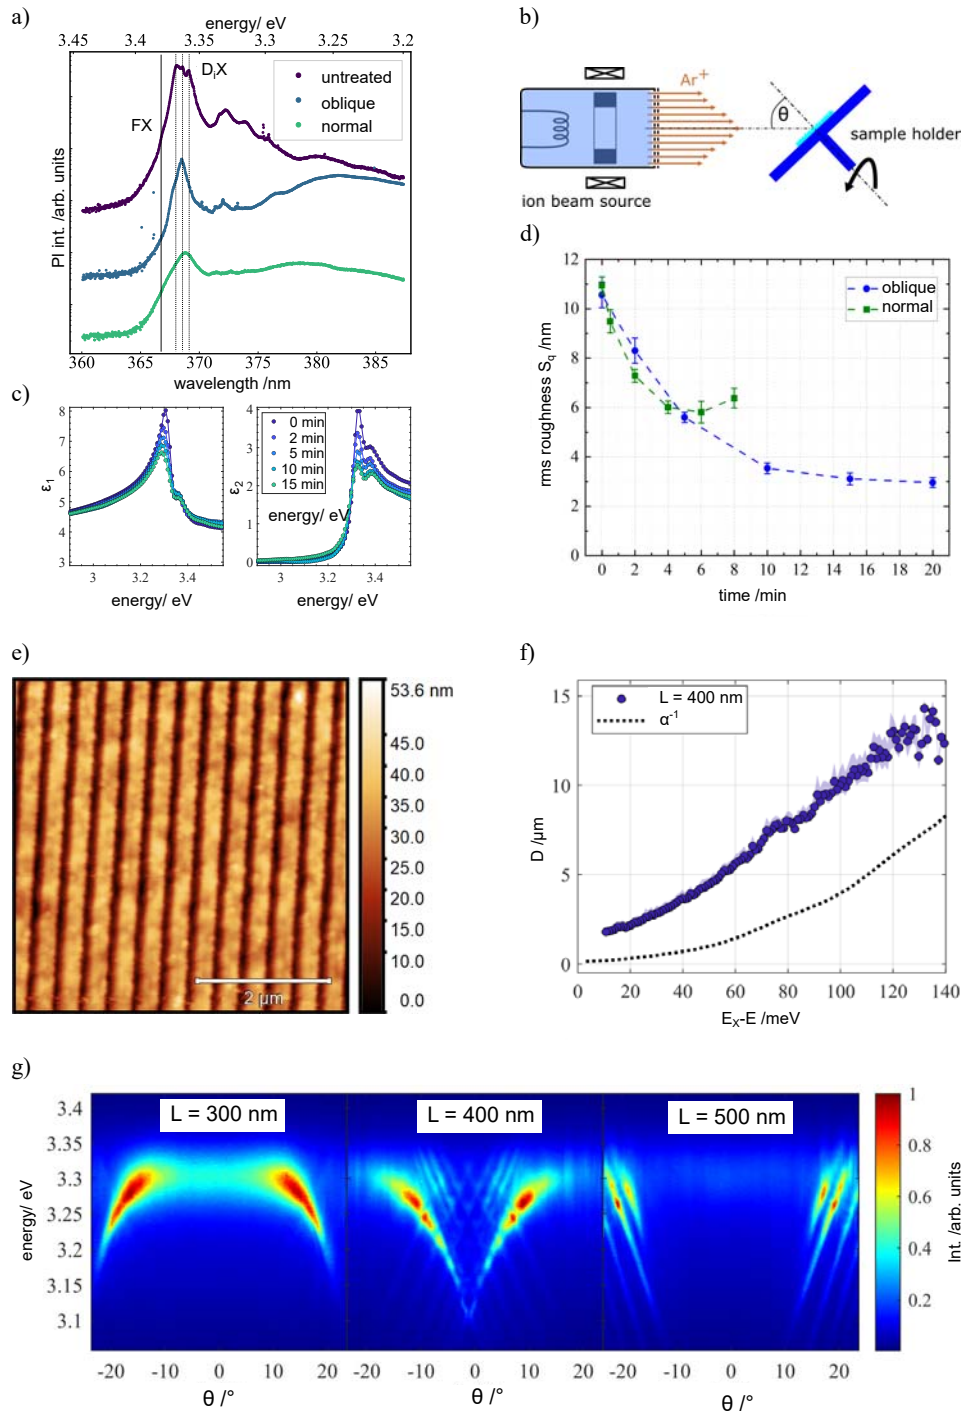 a)
energy/ eV
3.45 3.4 3.35 3.3 3.25 3.2
DᵢX
FX
untreated
oblique
normal
PI int. /arb. units
360 365 370 375 380 385
wavelength /nm
b)
Ar⁺
θ
sample holder
ion beam source
c)
8
7
6
5
4
3
ε₁
3 3.2 3.4
energy/ eV
4
3
2
1
0
ε₂
0 min
2 min
5 min
10 min
15 min
energy/ eV
3 3.2 3.4
energy/ eV
d)
12
10
8
6
4
2
0
rms roughness S_q /nm
oblique
normal
0 2 4 6 8 10 12 14 16 18 20
time /min
e)
53.6 nm
45.0
40.0
35.0
30.0
25.0
20.0
15.0
10.0
0.0
2 µm
f)
15
10
5
0
D /µm
L = 400 nm
α⁻¹
0 20 40 60 80 100 120 140
E_X-E /meV
g)
L = 300 nm L = 400 nm L = 500 nm
3.4
3.35
3.3
3.25
3.2
3.15
3.1
energy/ eV
-20 -10 0 10 20
-20 -10 0 10 20
-20 -10 0 10 20
θ /° θ /° θ /°
1
0.8
0.6
0.4
0.2
Int. /arb. units